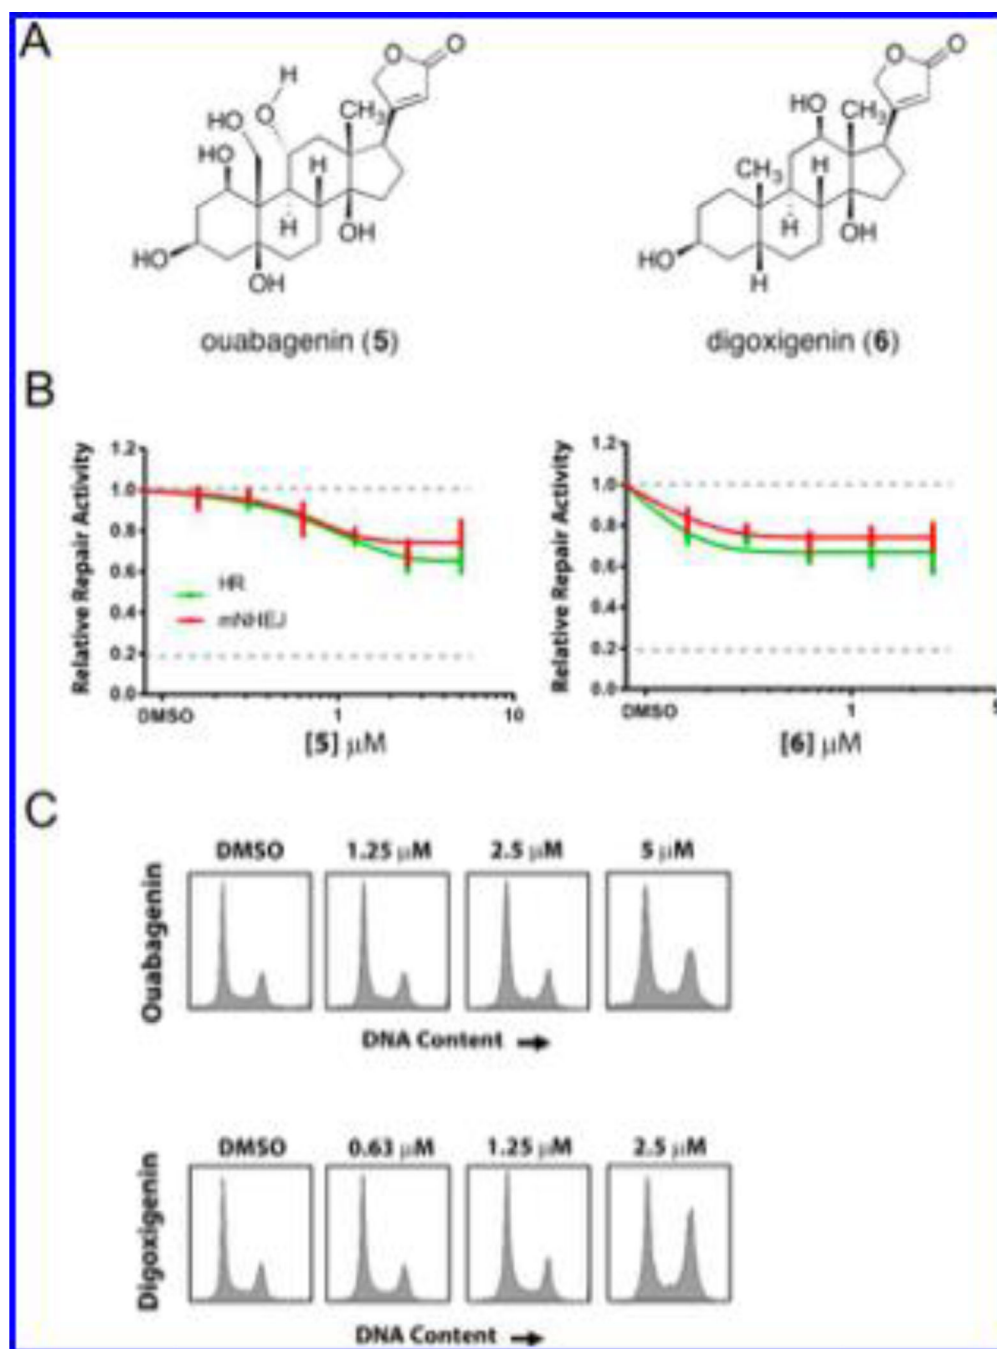 A
O
O
H
O
HO
CH₃
HO
H
H
OH
HO
OH
ouabagenin (5)
O
O
HO
CH₃
CH₃
H
H
OH
HO
H
digoxigenin (6)
B
Relative Repair Activity
1.2
1.0
0.8
0.6
0.4
0.2
0.0
HR
mNHEJ
DMSO
1
10
[5] μM
Relative Repair Activity
1.2
1.0
0.8
0.6
0.4
0.2
0.0
DMSO
1
5
[6] μM
C
Ouabagenin
DMSO
1.25 μM
2.5 μM
5 μM
DNA Content
Digoxigenin
DMSO
0.63 μM
1.25 μM
2.5 μM
DNA Content